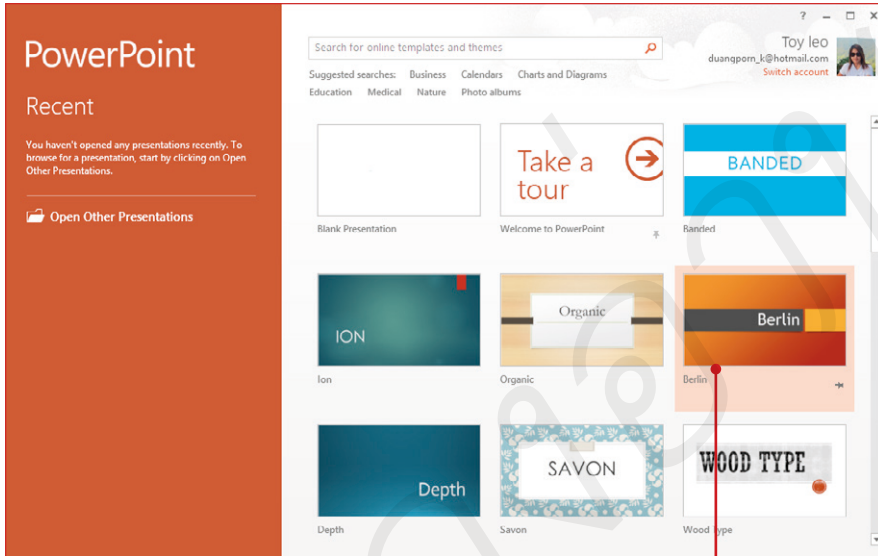 ?
PowerPoint
Recent
You haven't opened any presentations recently. To
browse for a presentation, start by clicking on Open
Other Presentations.
Open Other Presentations
Search for online templates and themes
Suggested searches: Business Calendars Charts and Diagrams
Education Medical Nature Photo albums
Toy leo
duangporn_k@hotmail.com
Switch account
Blank Presentation
Take a
tour
Welcome to PowerPoint
BANDED
Banded
ION
Ion
Organic
Organic
Berlin
Berlin
Depth
Depth
SAVON
Savon
WOOD TYPE
Wood Type